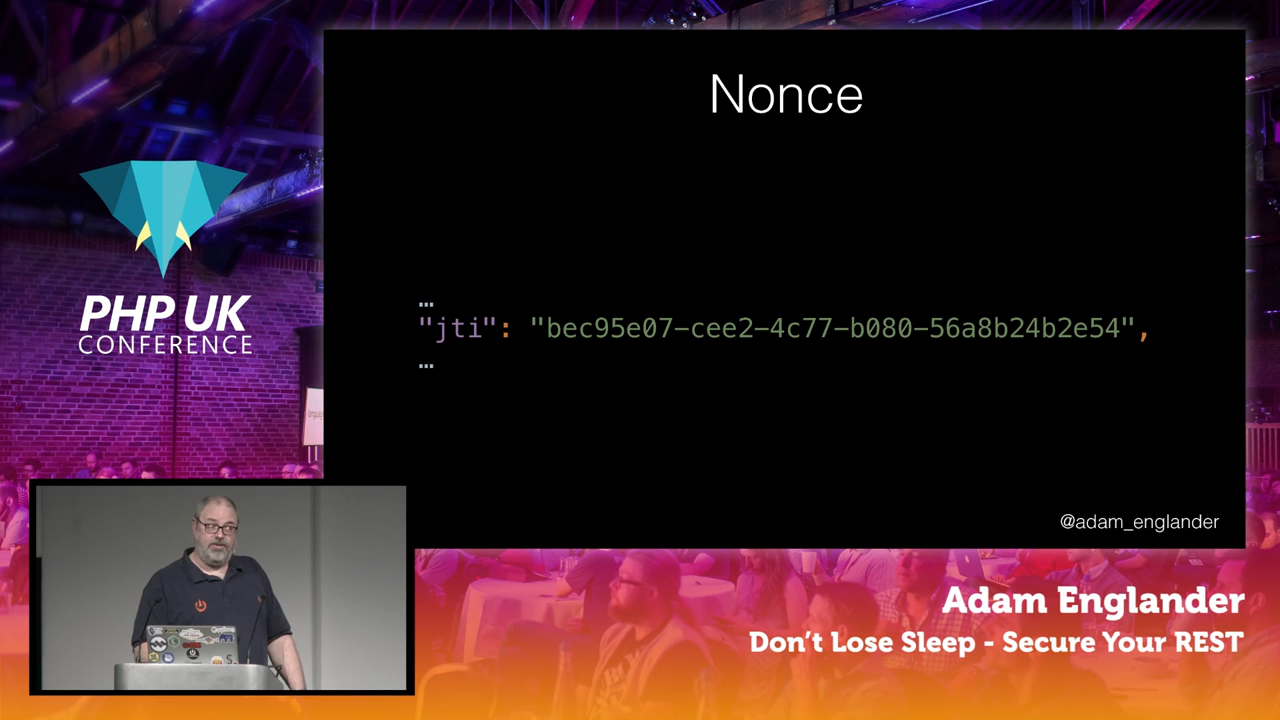 Nonce
…
"jti": "bec95e07-cee2-4c77-b080-56a8b24b2e54",
…
@adam_englander
PHP UK
CONFERENCE
Adam Englander
Don't Lose Sleep - Secure Your REST